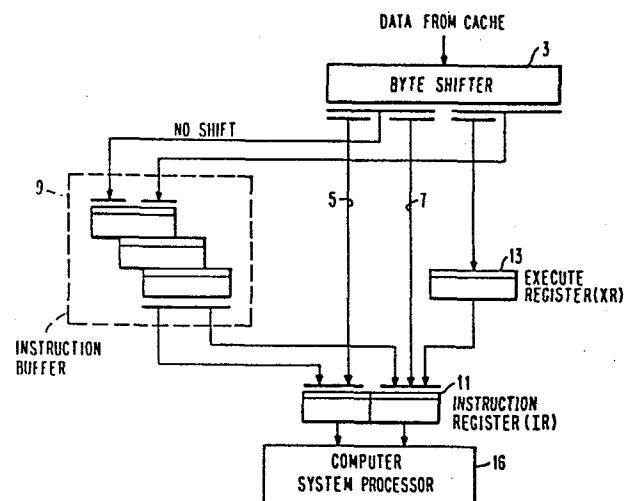 DATA FROM CACHE
3
BYTE SHIFTER
NO SHIFT
9
5
7
13
EXECUTE
REGISTER(XR)
INSTRUCTION
BUFFER
11
INSTRUCTION
REGISTER(IR)
COMPUTER
SYSTEM PROCESSOR
16